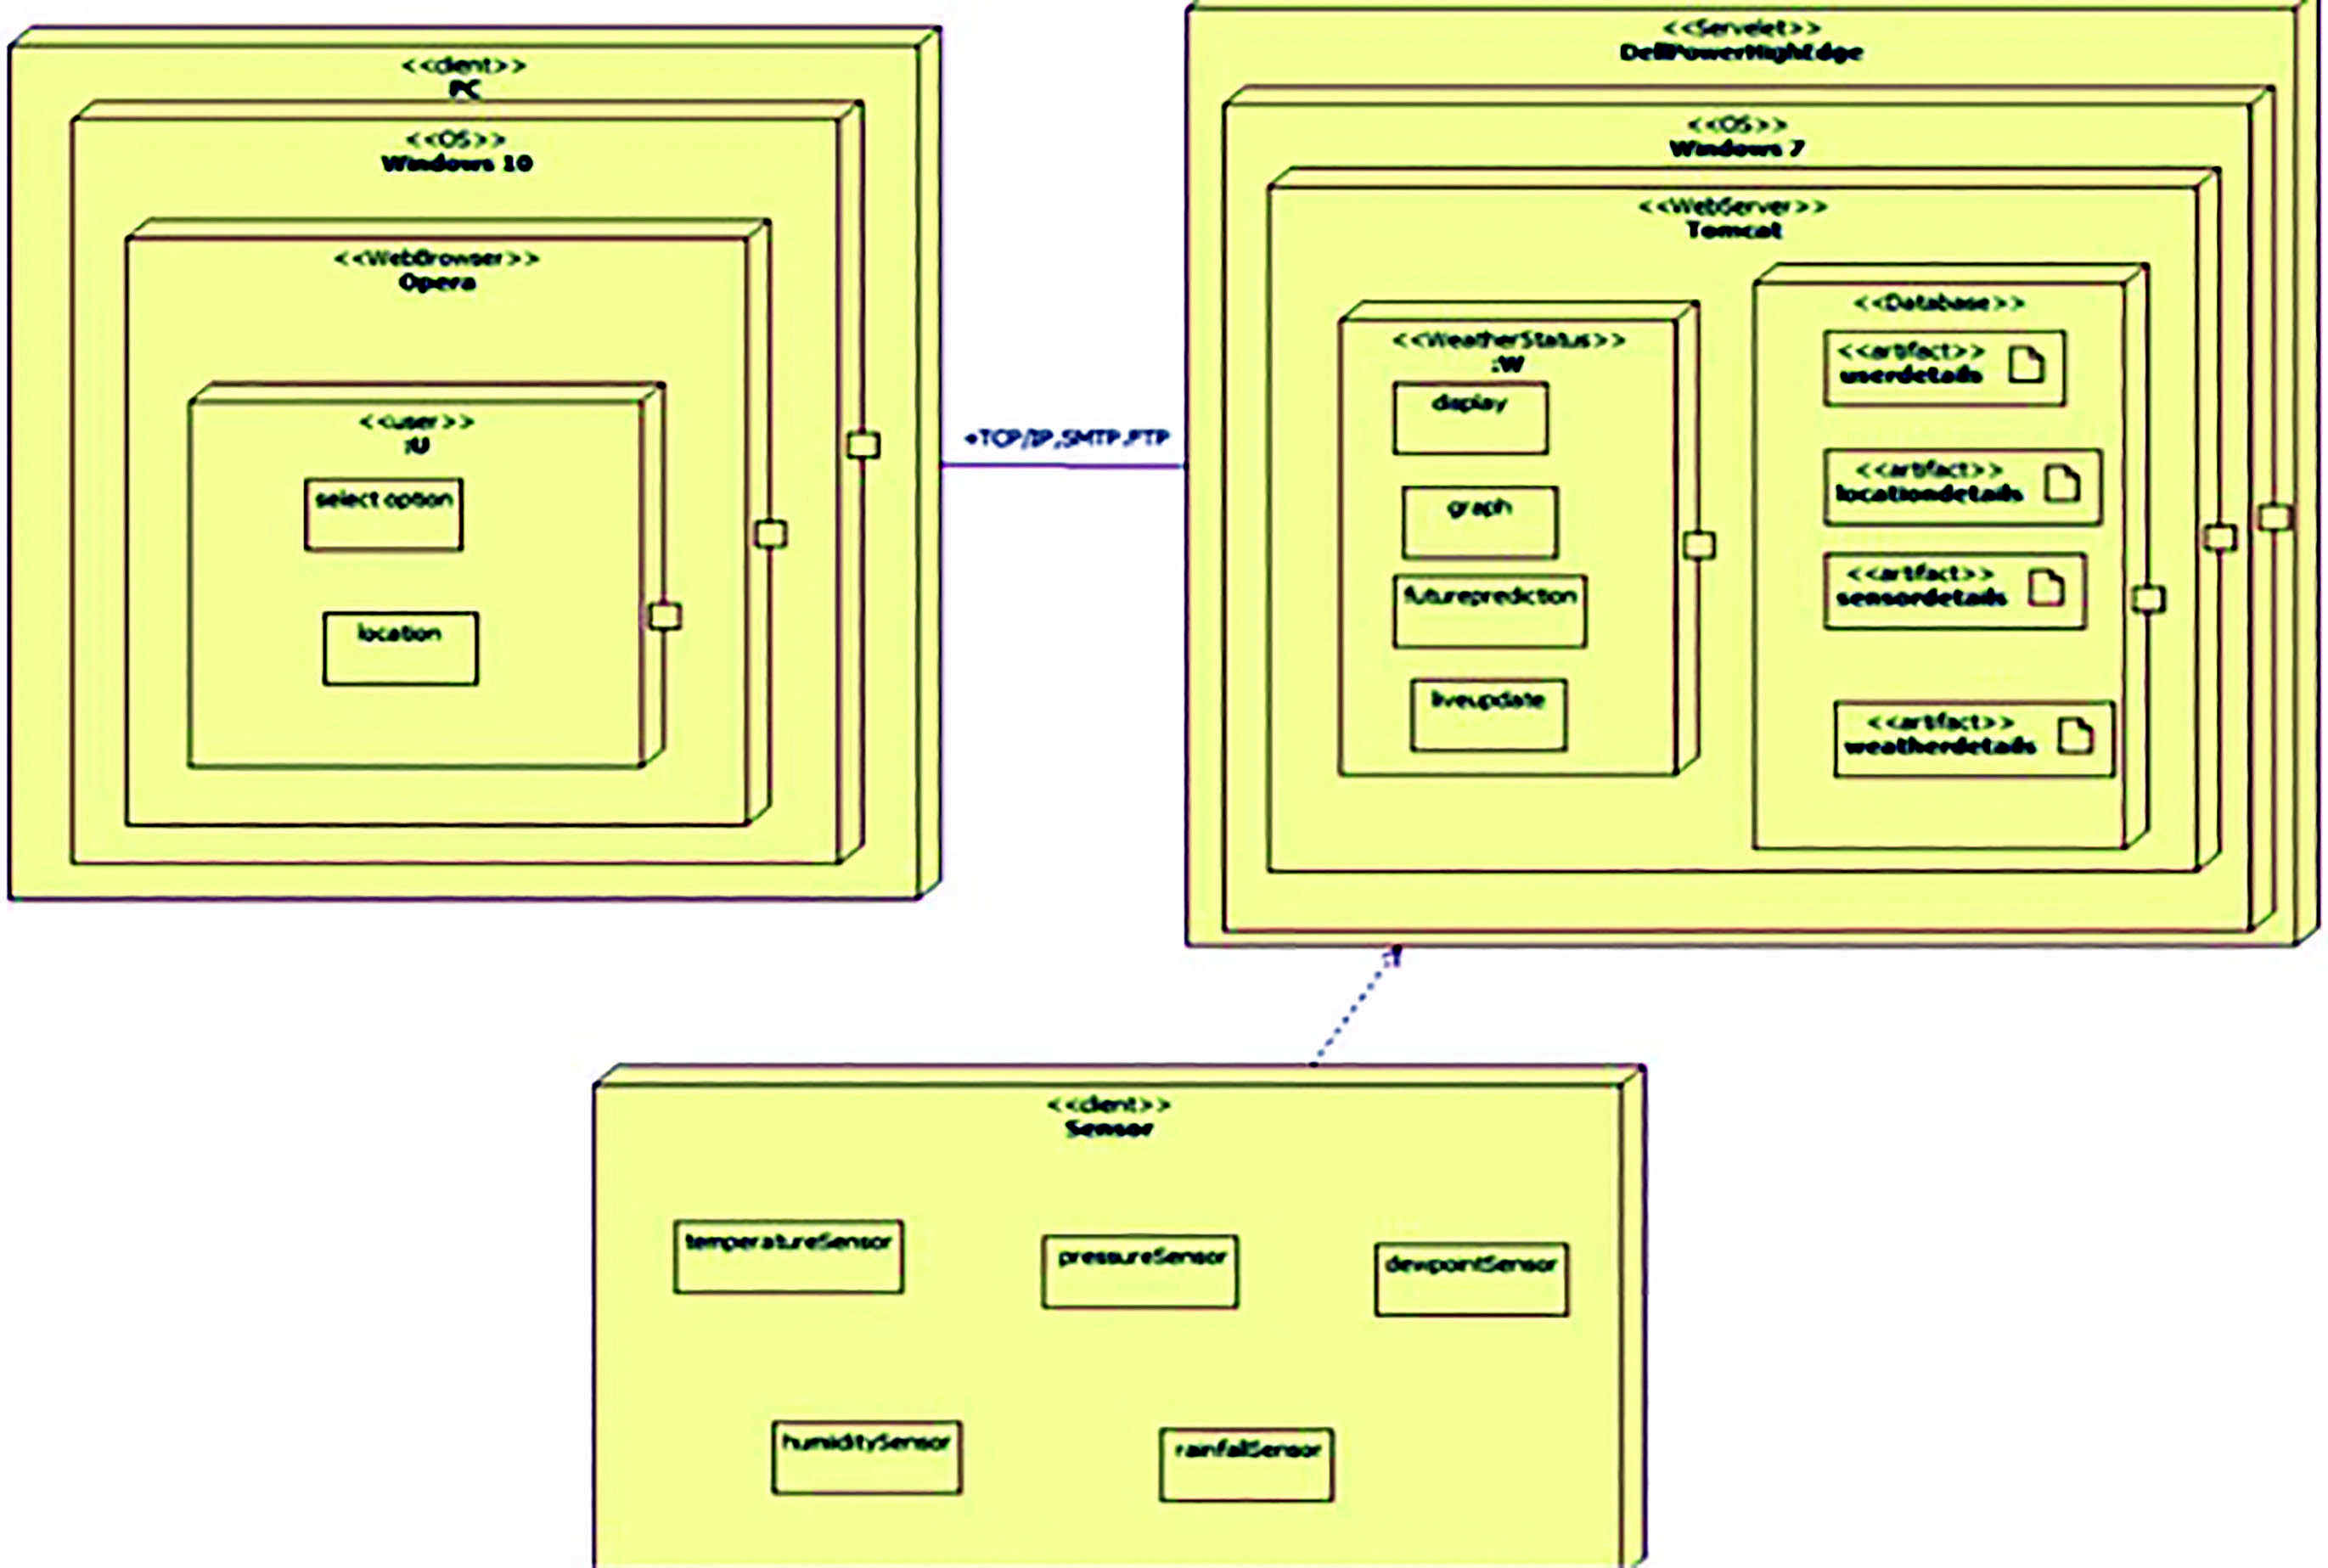 <<client>>
PC
<<OS>>
Windows 10
<<WebBrowser>>
Opera
<<user>>
:U
select option
location
+TCP/IP,SMTP,FTP
<<Servelet>>
DellPowerHighEdge
<<OS>>
Windows 7
<<WebServer>>
Tomcat
<<WeatherStatus>>
:W
display
graph
futureprediction
liveupdate
<<Database>>
<<artifact>>
userdetails
<<artifact>>
locationdetails
<<artifact>>
sensordetails
<<artifact>>
weatherdetails
<<client>>
Sensor
temperatureSensor
pressureSensor
dewpointSensor
humiditySensor
rainfallSensor